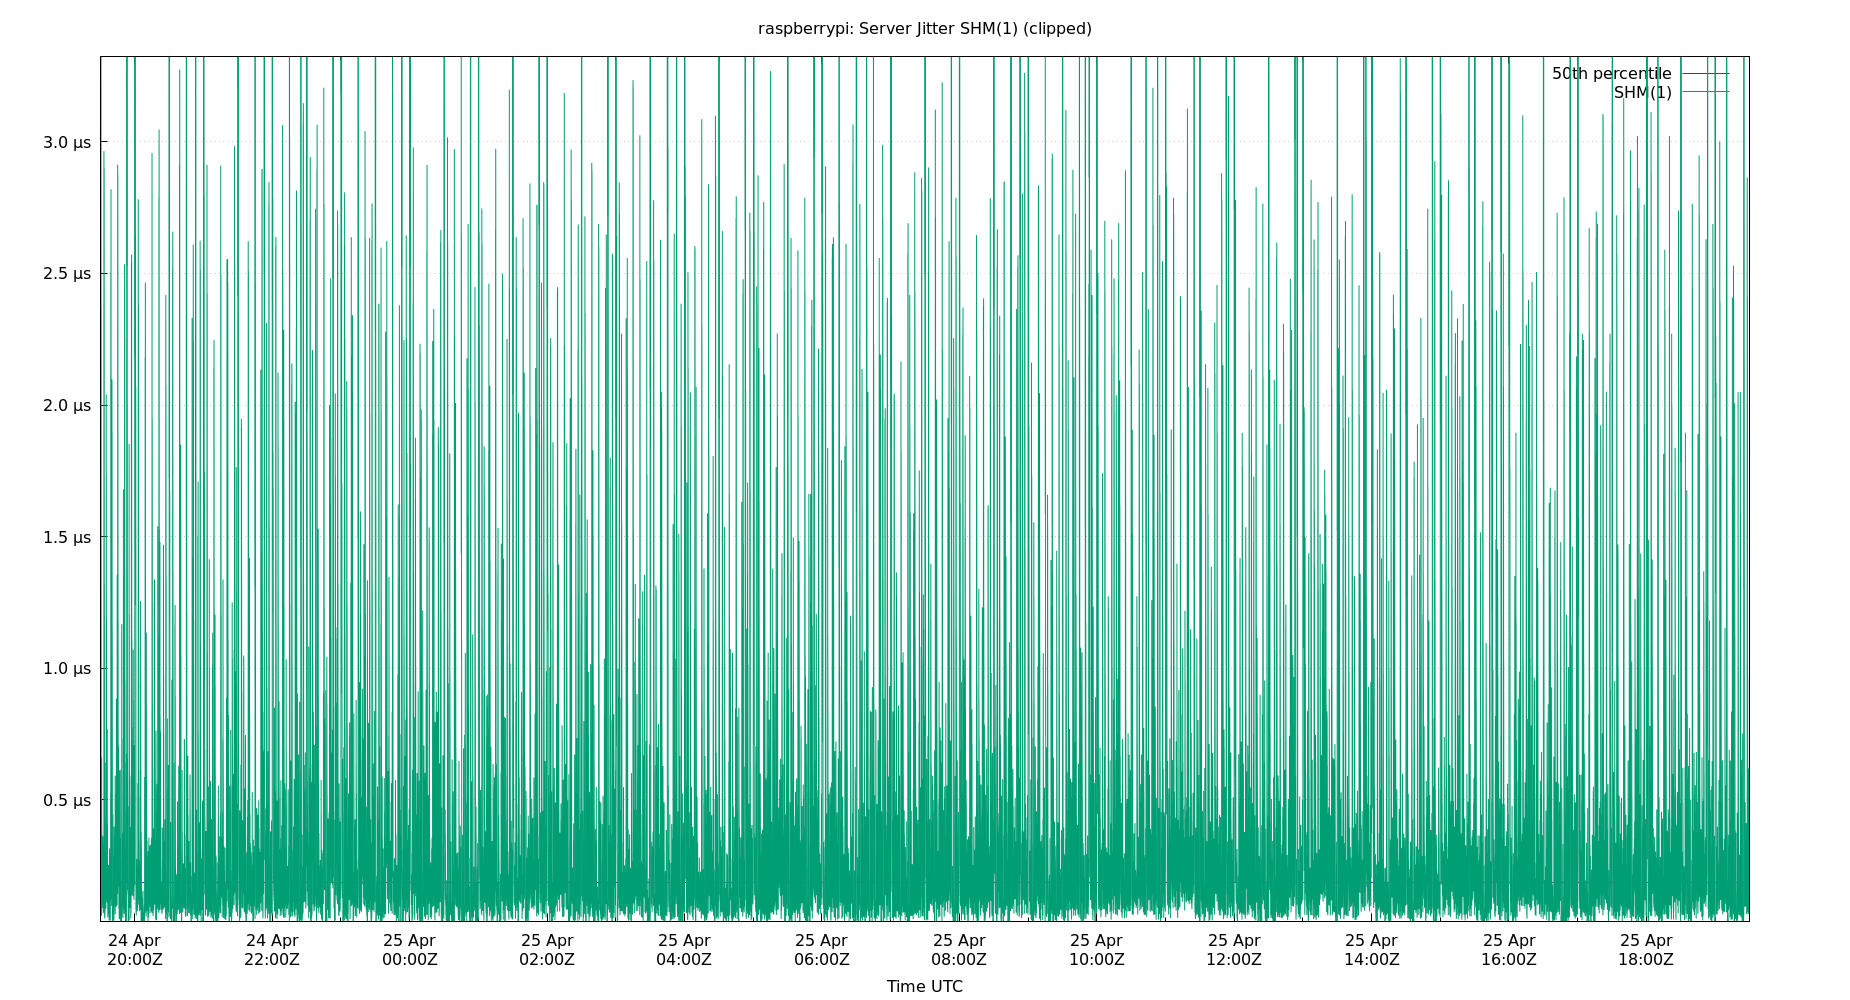 raspberrypi: Server Jitter SHM(1) (clipped)
50th percentile
SHM(1)
3.0 µs
2.5 µs
2.0 µs
1.5 µs
1.0 µs
0.5 µs
24 Apr 24 Apr 25 Apr 25 Apr 25 Apr 25 Apr 25 Apr 25 Apr 25 Apr 25 Apr 25 Apr 25 Apr
20:00Z 22:00Z 00:00Z 02:00Z 04:00Z 06:00Z 08:00Z 10:00Z 12:00Z 14:00Z 16:00Z 18:00Z
Time UTC